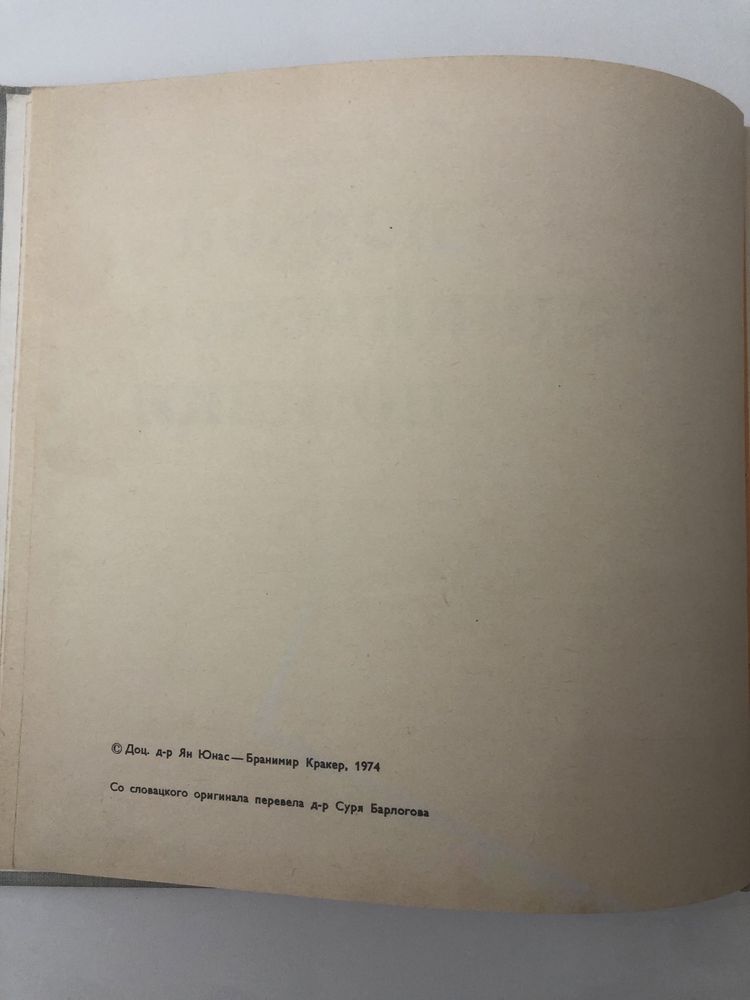 © Доц. д-р Ян Юнас — Бранимир Кракер, 1974
Со словацкого оригинала перевела д-р Суря Барлогова